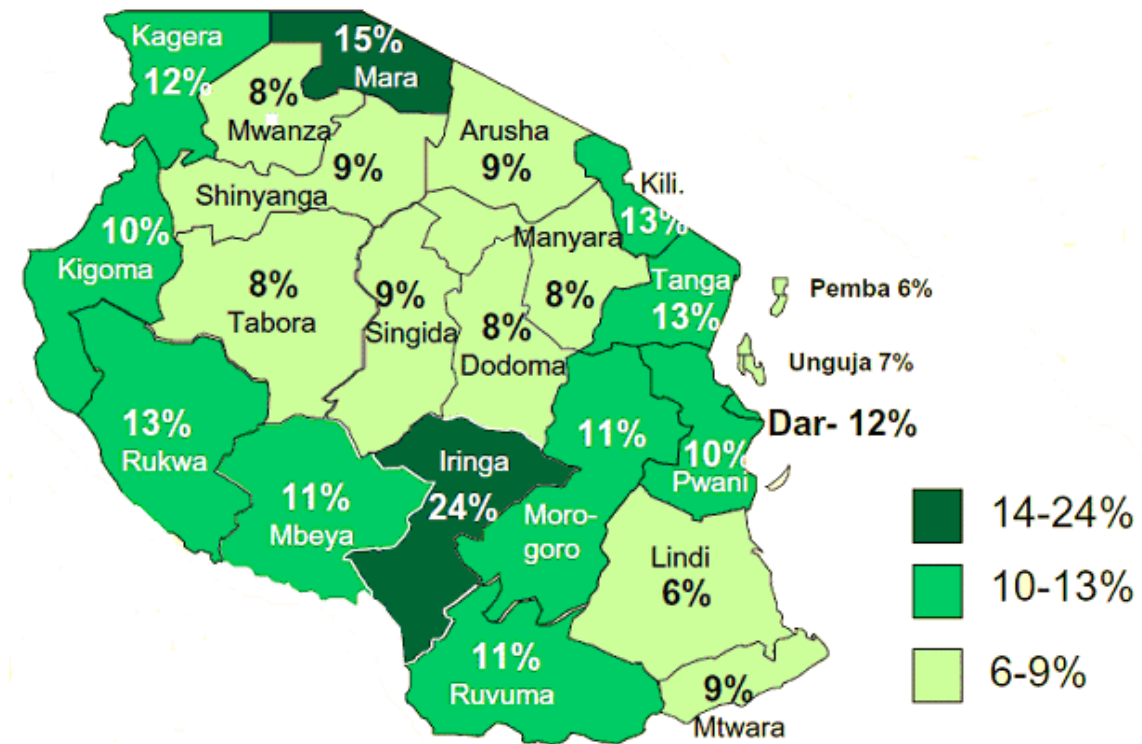 Kagera
12%
15%
Mara
8%
Mwanza
Arusha
9%
9%
Shinyanga
Kili.
13%
10%
Kigoma
Manyara
8%
Tanga
13%
8%
Tabora
9%
Singida
8%
Dodoma
Pemba 6%
Unguja 7%
Dar- 12%
13%
Rukwa
11%
Mbeya
Iringa
24%
11%
Moro-
goro
10%
Pwani
Lindi
6%
11%
Ruvuma
9%
Mtwara
14-24%
10-13%
6-9%